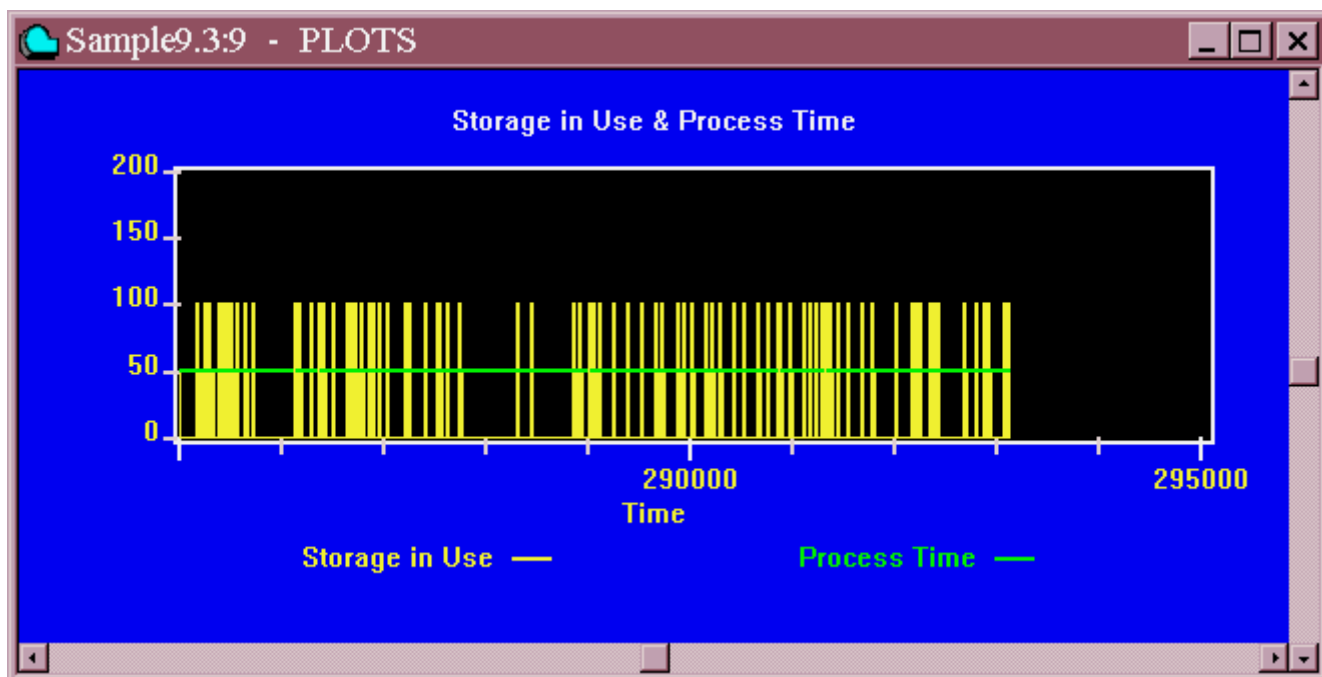 Sample9.3:9 - PLOTS
Storage in Use & Process Time
200
150
100
50
0
290000
295000
Time
Storage in Use
Process Time